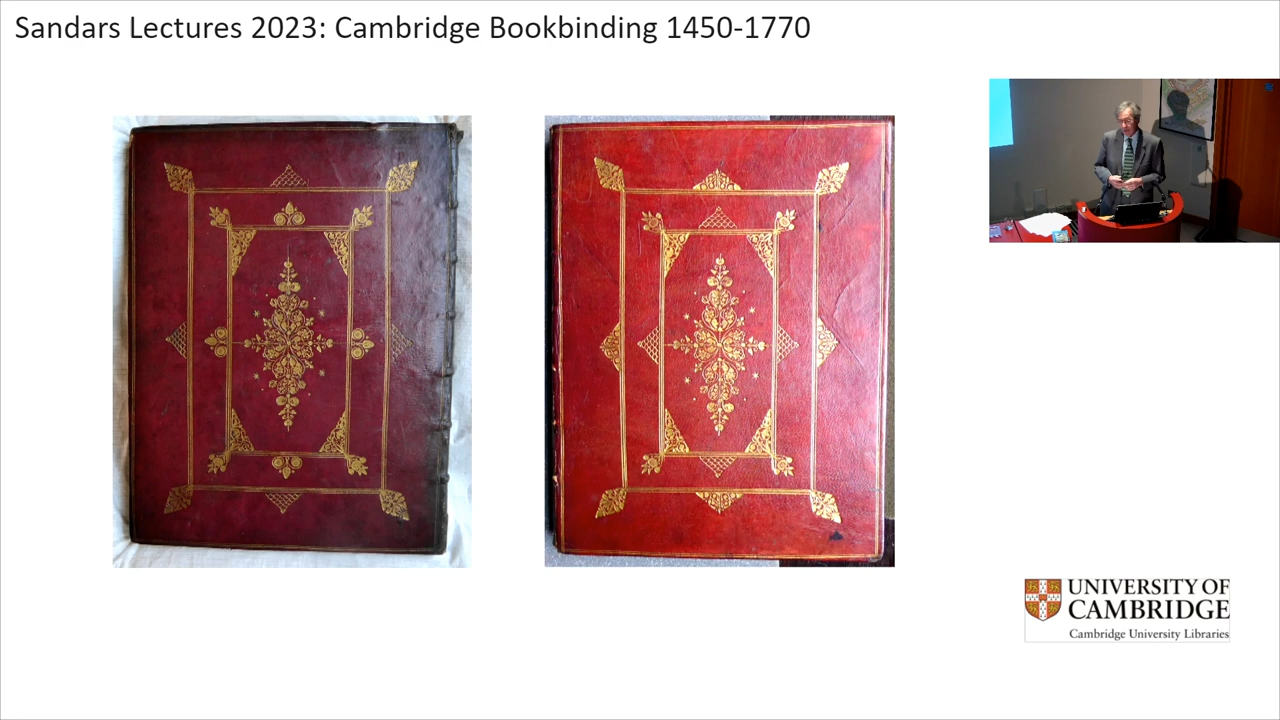 Sandars Lectures 2023: Cambridge Bookbinding 1450-1770
UNIVERSITY OF
CAMBRIDGE
Cambridge University Libraries